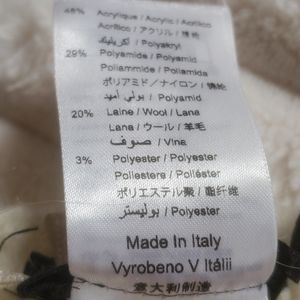 Acrylique / Acrylic / Acrílico
Acrilico / アクリル / 腈纶
أكريليك / Polyakryl
29% Polyamide / Polyamid
Poliammide / Poliamida
ポリアミド / ナイロン / 锦纶
بولي أميد / Polyamid
20% Laine / Wool / Lana
Lana / ウール / 羊毛
صوف / Vlna
3% Polyester / Polyester
Poliestere / Poliéster
ポリエステル / 聚酯纤维
بوليستر / Polyester
Made In Italy
Vyrobeno V Itálii
意大利制造